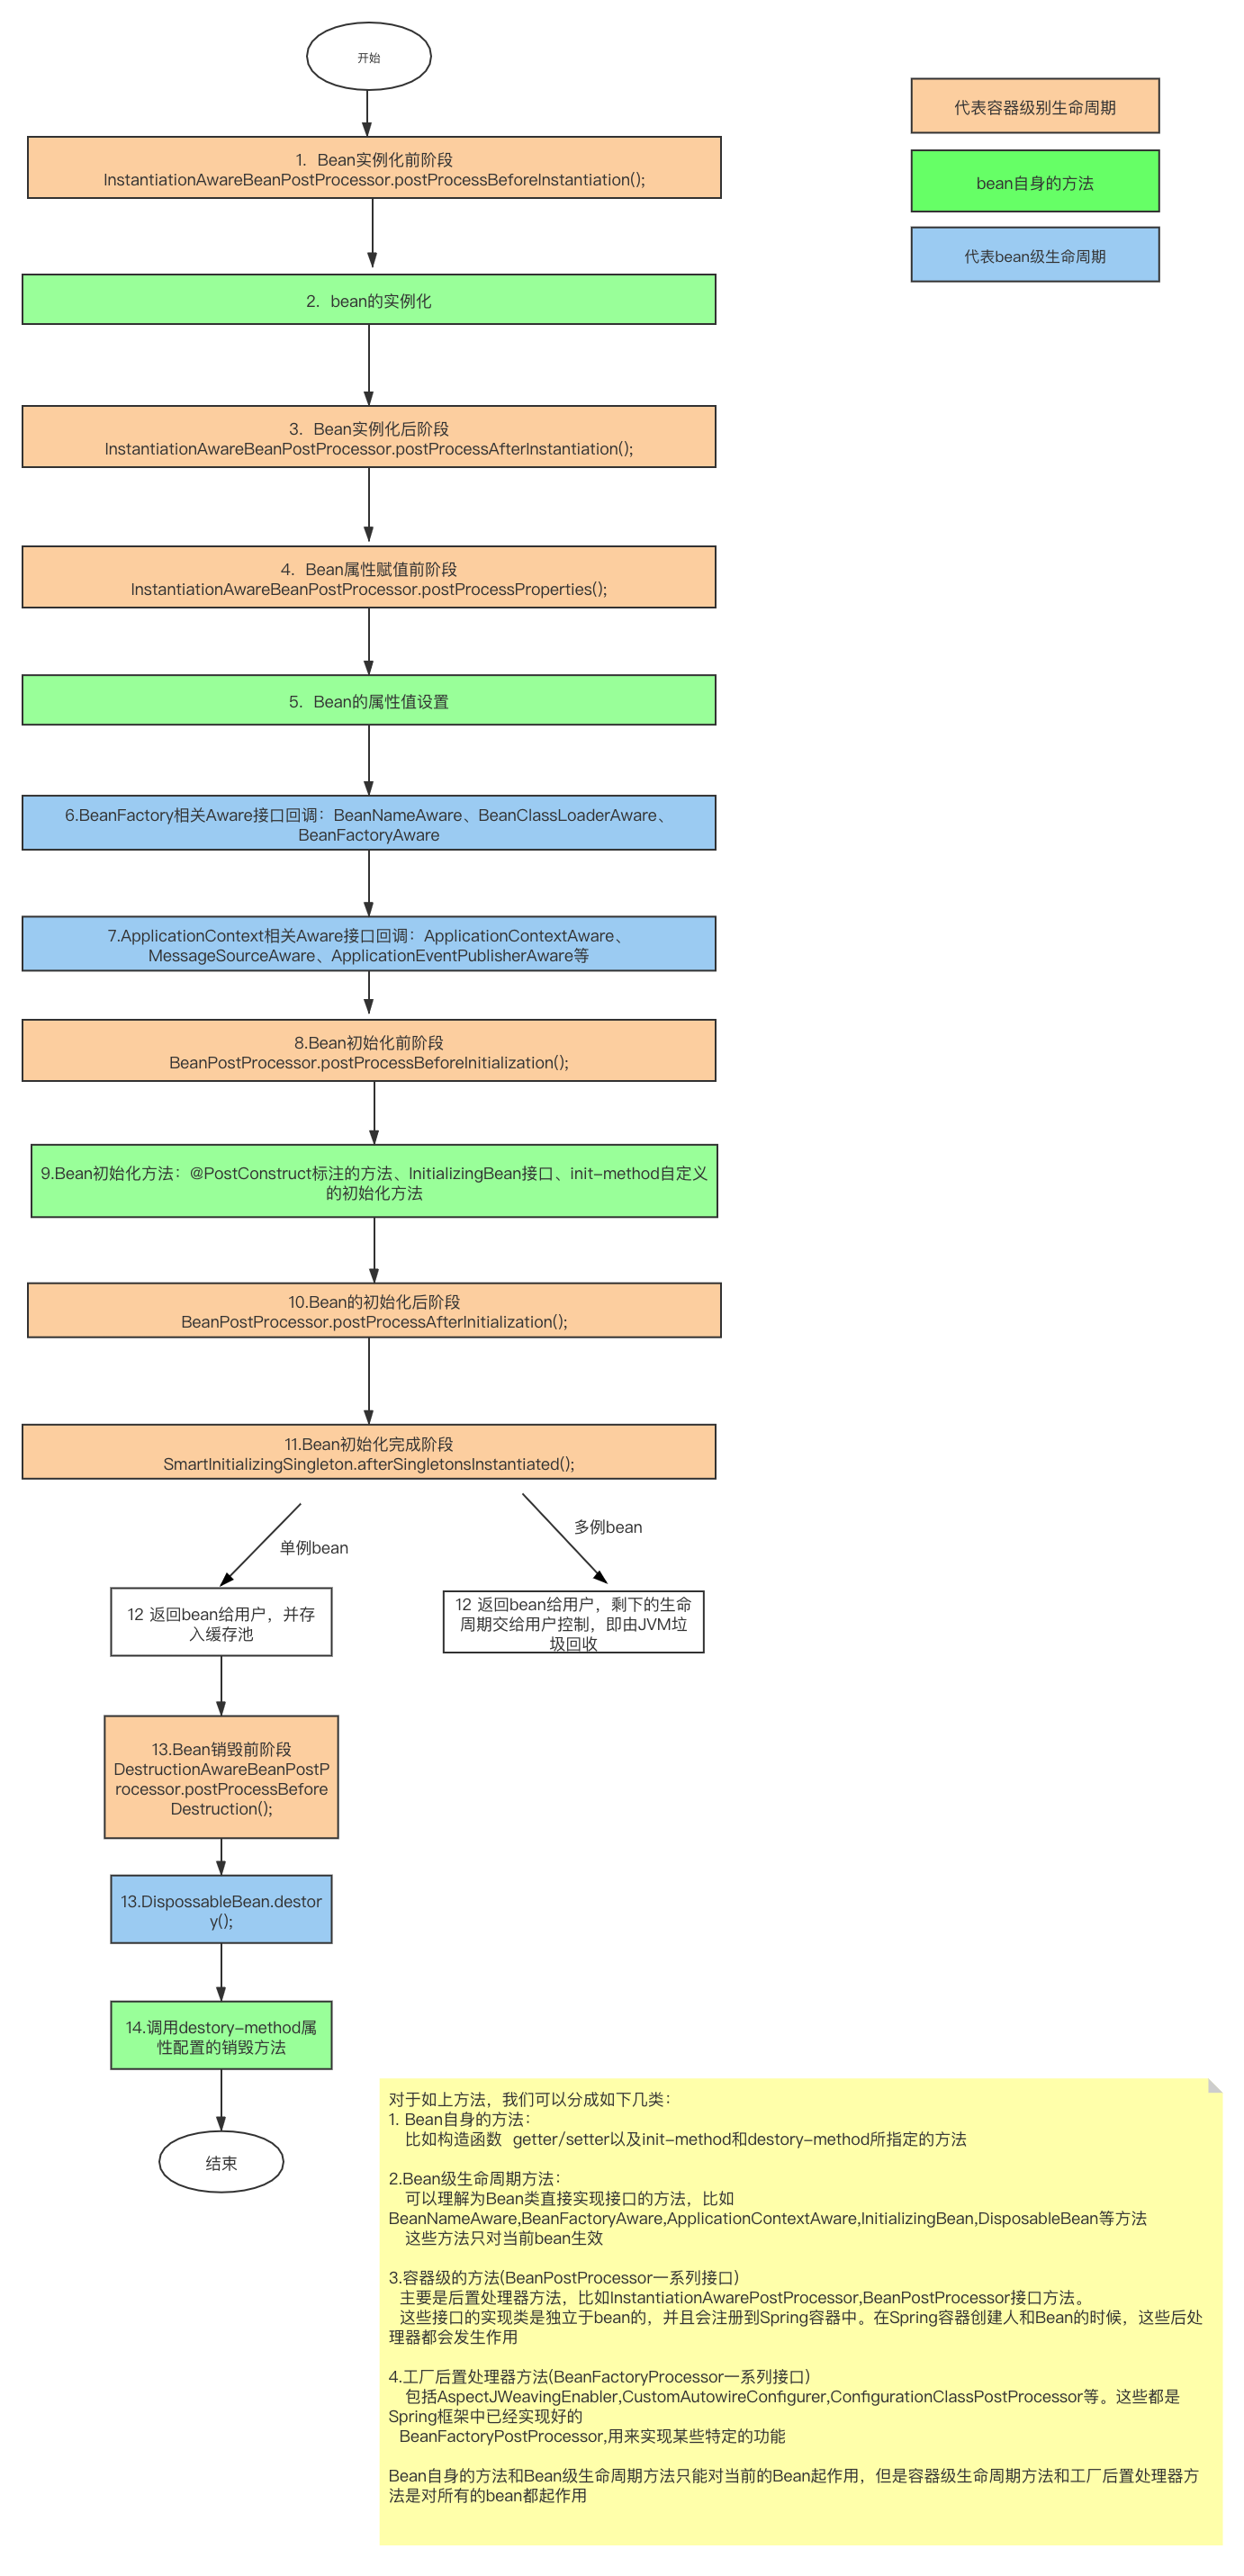 开始
代表容器级别生命周期
bean自身的方法
代表bean级生命周期
1. Bean实例化前阶段
InstantiationAwareBeanPostProcessor.postProcessBeforeInstantiation();
2. bean的实例化
3. Bean实例化后阶段
InstantiationAwareBeanPostProcessor.postProcessAfterInstantiation();
4. Bean属性赋值前阶段
InstantiationAwareBeanPostProcessor.postProcessProperties();
5. Bean的属性值设置
6.BeanFactory相关Aware接口回调：BeanNameAware、BeanClassLoaderAware、
BeanFactoryAware
7.ApplicationContext相关Aware接口回调：ApplicationContextAware、
MessageSourceAware、ApplicationEventPublisherAware等
8.Bean初始化前阶段
BeanPostProcessor.postProcessBeforeInitialization();
9.Bean初始化方法：@PostConstruct标注的方法、InitializingBean接口、init-method自定义
的初始化方法
10.Bean的初始化后阶段
BeanPostProcessor.postProcessAfterInitialization();
11.Bean初始化完成阶段
SmartInitializingSingleton.afterSingletonsInstantiated();
单例bean
多例bean
12 返回bean给用户，并存
入缓存池
12 返回bean给用户，剩下的生命
周期交给用户控制，即由JVM垃
圾回收
13.Bean销毁前阶段
DestructionAwareBeanPostP
rocessor.postProcessBefore
Destruction();
13.DispossableBean.destor
y();
14.调用destory-method属
性配置的销毁方法
结束
对于如上方法，我们可以分成如下几类：
1. Bean自身的方法：
比如构造函数 getter/setter以及init-method和destory-method所指定的方法
2.Bean级生命周期方法：
可以理解为Bean类直接实现接口的方法，比如
BeanNameAware,BeanFactoryAware,ApplicationContextAware,InitializingBean,DisposableBean等方法
这些方法只对当前bean生效
3.容器级的方法(BeanPostProcessor一系列接口)
主要是后置处理器方法，比如InstantiationAwarePostProcessor,BeanPostProcessor接口方法。
这些接口的实现类是独立于bean的，并且会注册到Spring容器中。在Spring容器创建人和Bean的时候，这些后处
理器都会发生作用
4.工厂后置处理器方法(BeanFactoryProcessor一系列接口)
包括AspectJWeavingEnabler,CustomAutowireConfigurer,ConfigurationClassPostProcessor等。这些都是
Spring框架中已经实现好的
BeanFactoryPostProcessor,用来实现某些特定的功能
Bean自身的方法和Bean级生命周期方法只能对当前的Bean起作用，但是容器级生命周期方法和工厂后置处理器方
法是对所有的bean都起作用